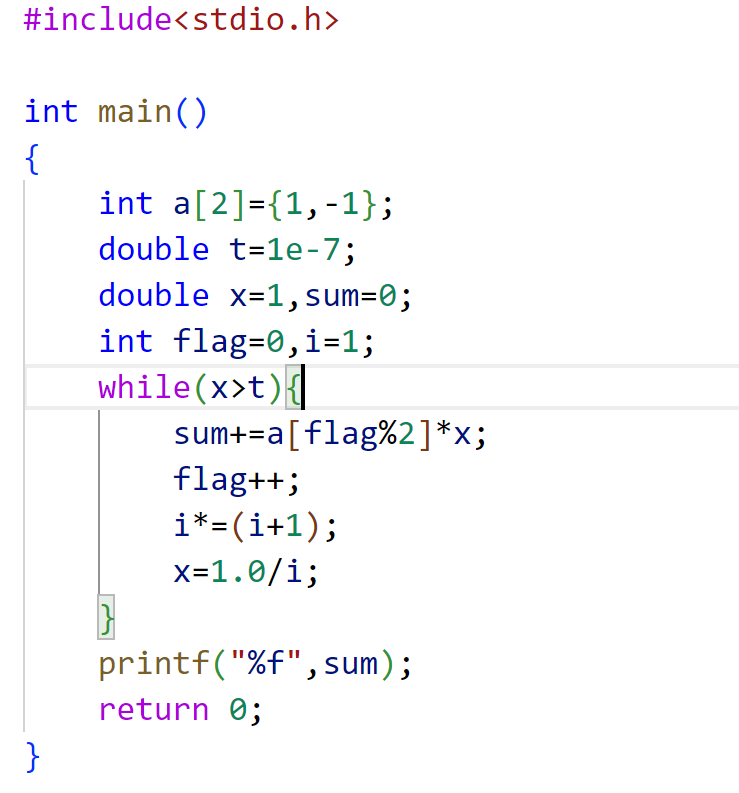 #include<stdio.h>
int main()
{
int a[2]={1,-1};
double t=1e-7;
double x=1,sum=0;
int flag=0,i=1;
while(x>t){
sum+=a[flag%2]*x;
flag++;
i*=(i+1);
x=1.0/i;
}
printf("%f",sum);
return 0;
}